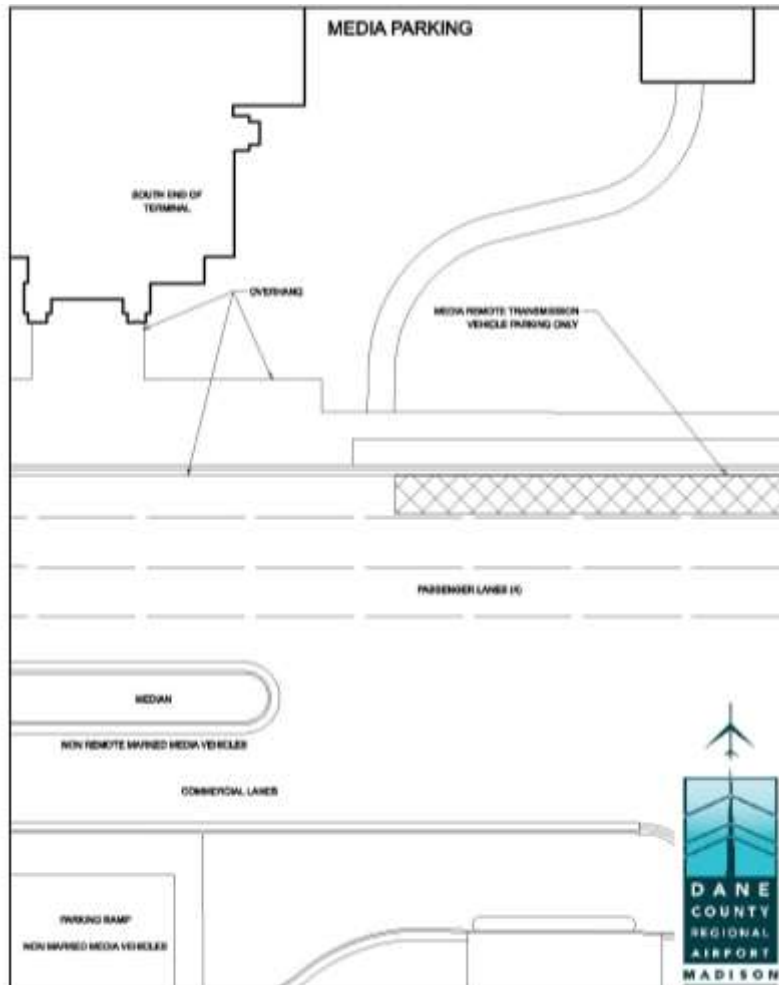 MEDIA PARKING
SOUTH END OF
TERMINAL
OVERHANG
MEDIA REMOTE TRANSMISSION
VEHICLE PARKING ONLY
PASSENGER LANES (4)
MEDIAN
NON REMOTE MARKED MEDIA VEHICLES
COMMERCIAL LANES
PARKING RAMP
NON MARKED MEDIA VEHICLES
DANE
COUNTY
REGIONAL
AIRPORT
MADISON